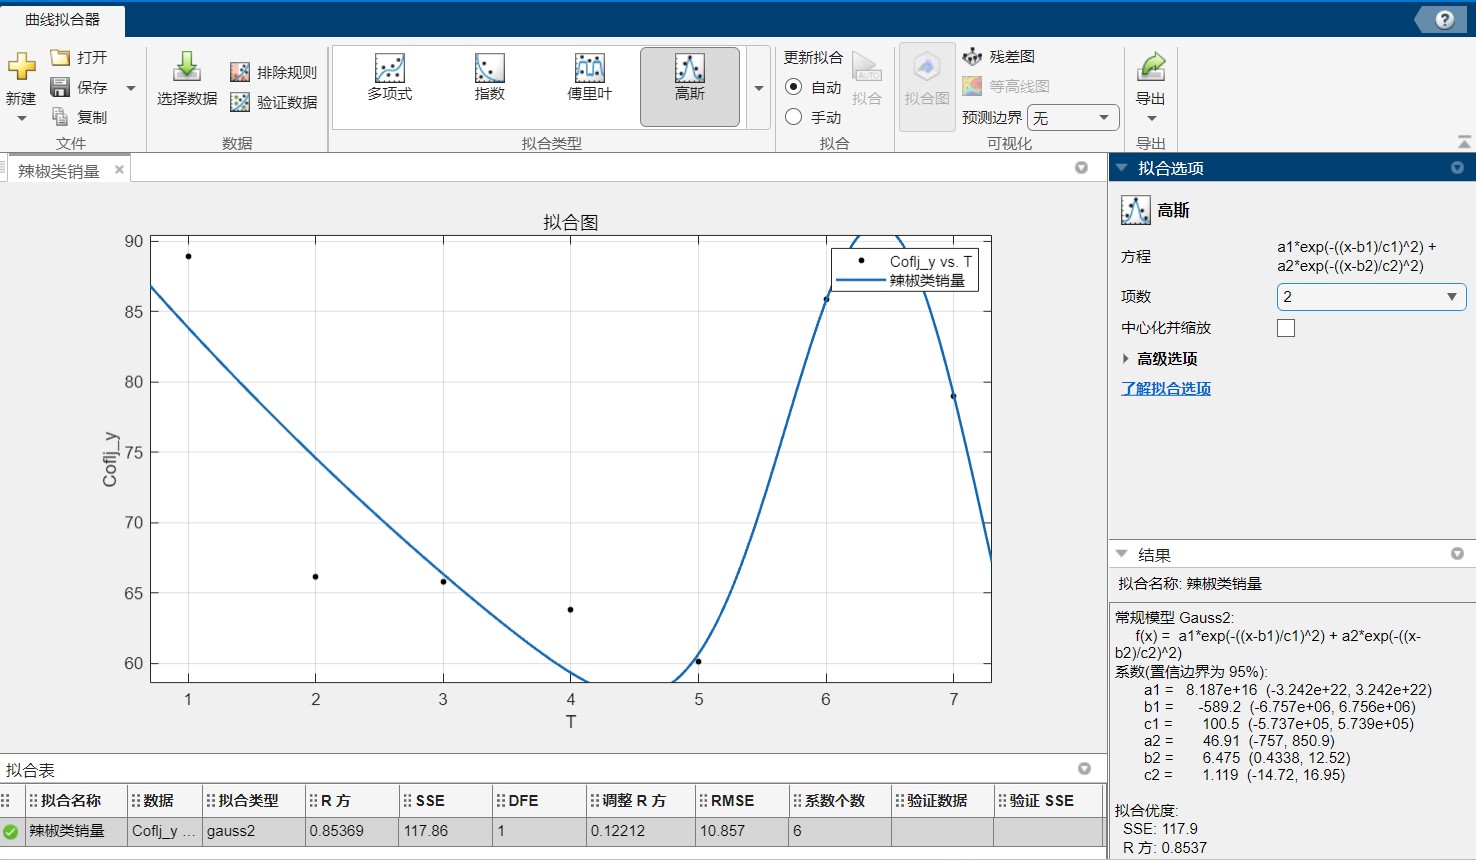 曲线拟合器
新建
打开
保存
复制
文件
选择数据
排除规则
验证数据
数据
多项式
指数
傅里叶
高斯
拟合类型
更新拟合
自动
手动
AUTO
拟合
拟合
拟合图
残差图
等高线图
预测边界 无
可视化
导出
导出
辣椒类销量
拟合图
Coflj_y vs. T
辣椒类销量
90
85
80
75
70
65
60
Coflj_y
1 2 3 4 5 6 7
T
拟合选项
高斯
方程
a1*exp(-((x-b1)/c1)^2) +
a2*exp(-((x-b2)/c2)^2)
项数 2
中心化并缩放
高级选项
了解拟合选项
结果
拟合名称: 辣椒类销量
常规模型 Gauss2:
f(x) = a1*exp(-((x-b1)/c1)^2) + a2*exp(-((x-
b2)/c2)^2)
系数(置信边界为 95%):
a1 = 8.187e+16 (-3.242e+22, 3.242e+22)
b1 = -589.2 (-6.757e+06, 6.756e+06)
c1 = 100.5 (-5.737e+05, 5.739e+05)
a2 = 46.91 (-757, 850.9)
b2 = 6.475 (0.4338, 12.52)
c2 = 1.119 (-14.72, 16.95)
拟合优度:
SSE: 117.9
R 方: 0.8537
拟合表
拟合名称 数据 拟合类型 R 方 SSE DFE 调整 R 方 RMSE 系数个数 验证数据 验证 SSE
辣椒类销量 Coflj_y ... gauss2 0.85369 117.86 1 0.12212 10.857 6